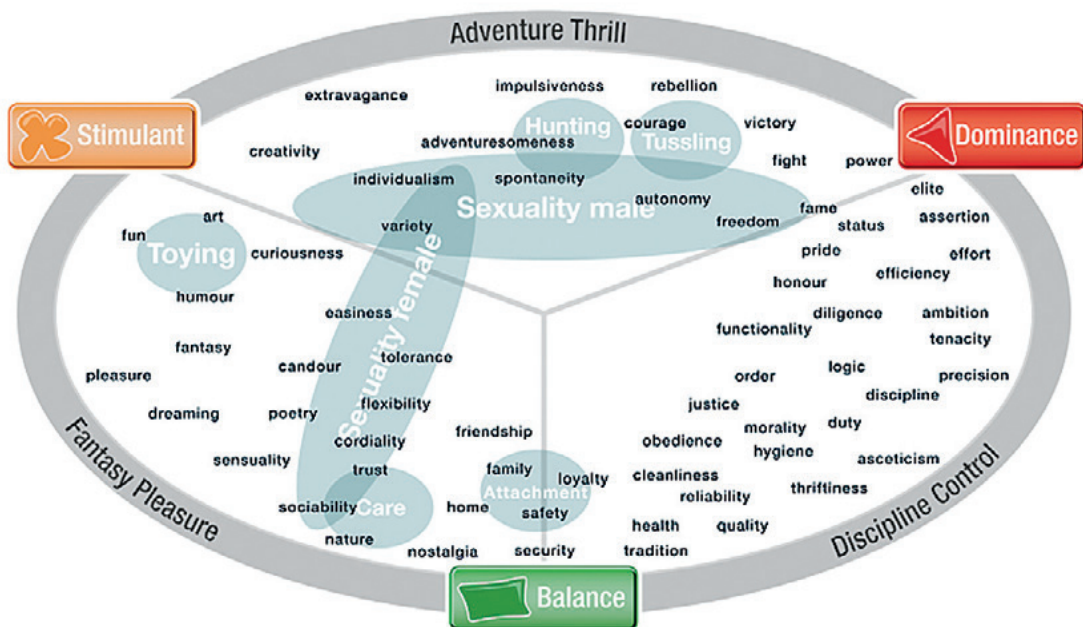 Adventure Thrill
impulsiveness
rebellion
extravagance
Stimulant
Hunting
courage
Tussling
victory
Dominance
creativity
adventuresomeness
fight
power
individualism
spontaneity
elite
autonomy
Sexuality male
fame
assertion
art
variety
freedom
status
fun
Toying
curiousness
pride
effort
efficiency
honour
humour
Sexuality female
easiness
diligence
ambition
functionality
tenacity
fantasy
candour
tolerance
logic
pleasure
order
precision
discipline
flexibility
justice
dreaming
poetry
duty
morality
friendship
cordiality
obedience
hygiene
sensuality
asceticism
trust
family
loyalty
cleanliness
Attachment
thriftiness
reliability
sociability
Care
home
safety
health
quality
nature
nostalgia
security
tradition
Fantasy Pleasure
Discipline Control
Balance